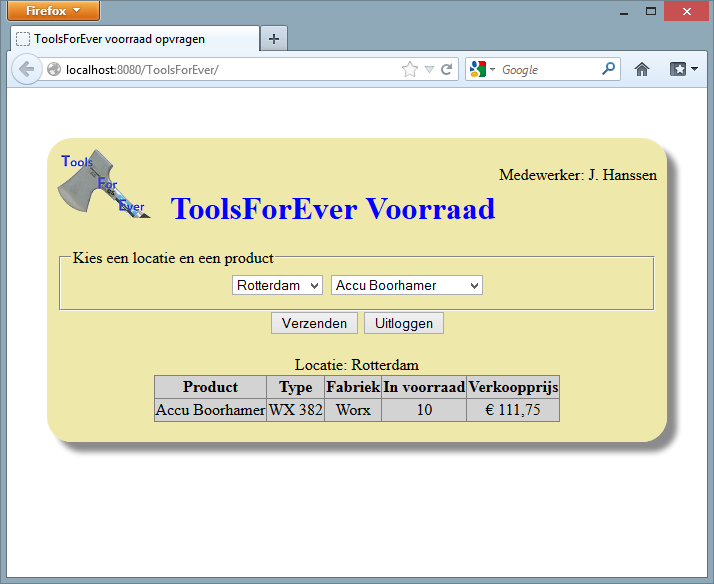 Firefox
ToolsForEver voorraad opvragen
localhost:8080/ToolsForEver/
Google
Tools
For
Ever
Medewerker: J. Hanssen
ToolsForEver Voorraad
Kies een locatie en een product
Rotterdam Accu Boorhamer
Verzenden Uitloggen
Locatie: Rotterdam
Product Type Fabriek In voorraad Verkoopprijs
Accu Boorhamer WX 382 Worx 10 € 111,75